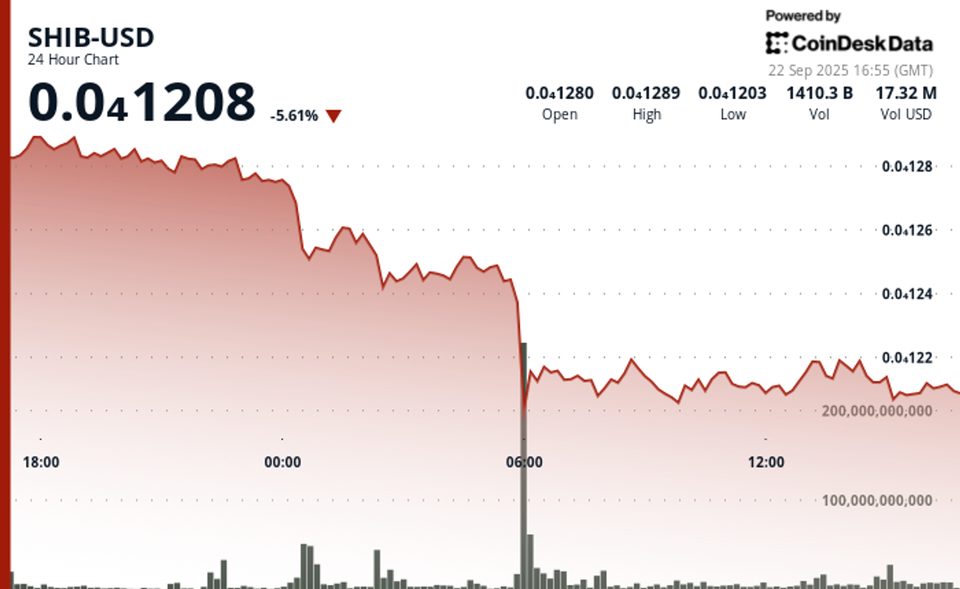 SHIB-USD
24 Hour Chart
0.0₄1208 -5.61%
Powered by
CoinDesk Data
22 Sep 2025 16:55 (GMT)
0.0₄1280 0.0₄1289 0.0₄1203 1410.3 B 17.32 M
Open High Low Vol Vol USD
0.0₄128
0.0₄126
0.0₄124
0.0₄122
200,000,000,000
18:00 00:00 06:00 12:00
100,000,000,000